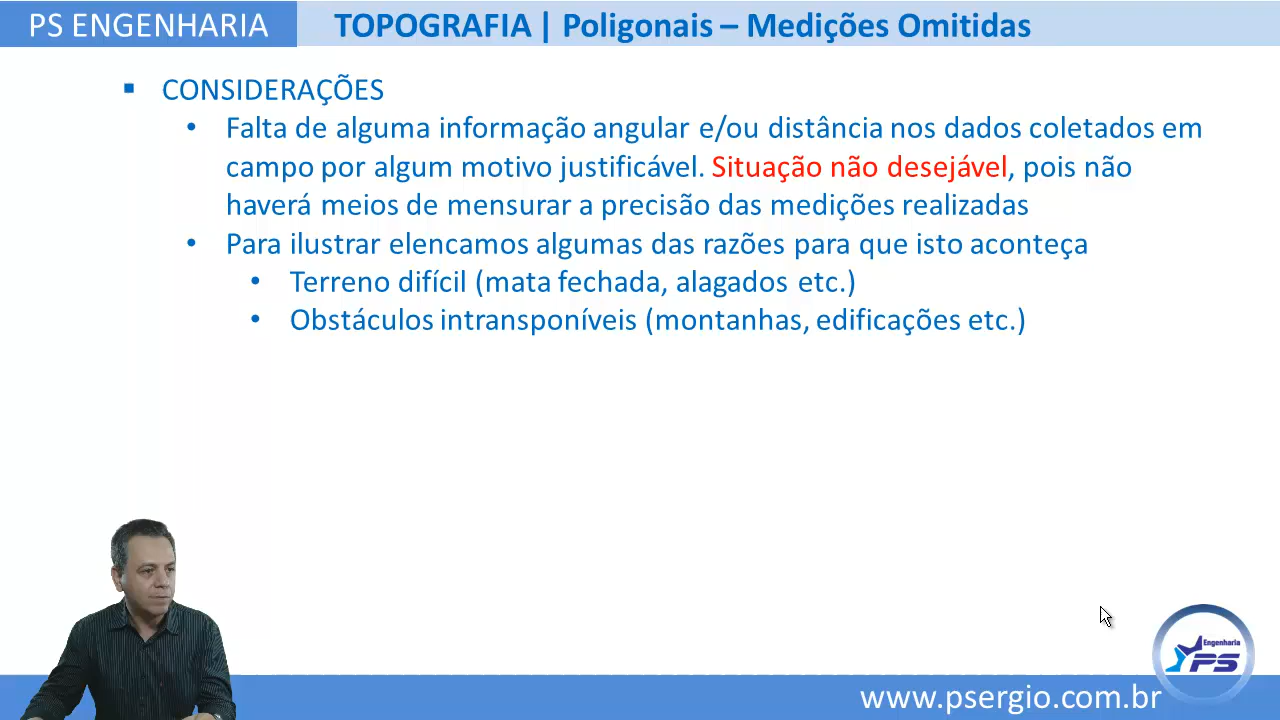 PS ENGENHARIA
TOPOGRAFIA | Poligonais – Medições Omitidas
▪ CONSIDERAÇÕES
• Falta de alguma informação angular e/ou distância nos dados coletados em
campo por algum motivo justificável. Situação não desejável, pois não
haverá meios de mensurar a precisão das medições realizadas
• Para ilustrar elencamos algumas das razões para que isto aconteça
• Terreno difícil (mata fechada, alagados etc.)
• Obstáculos intransponíveis (montanhas, edificações etc.)
Engenharia
PS
www.psergio.com.br